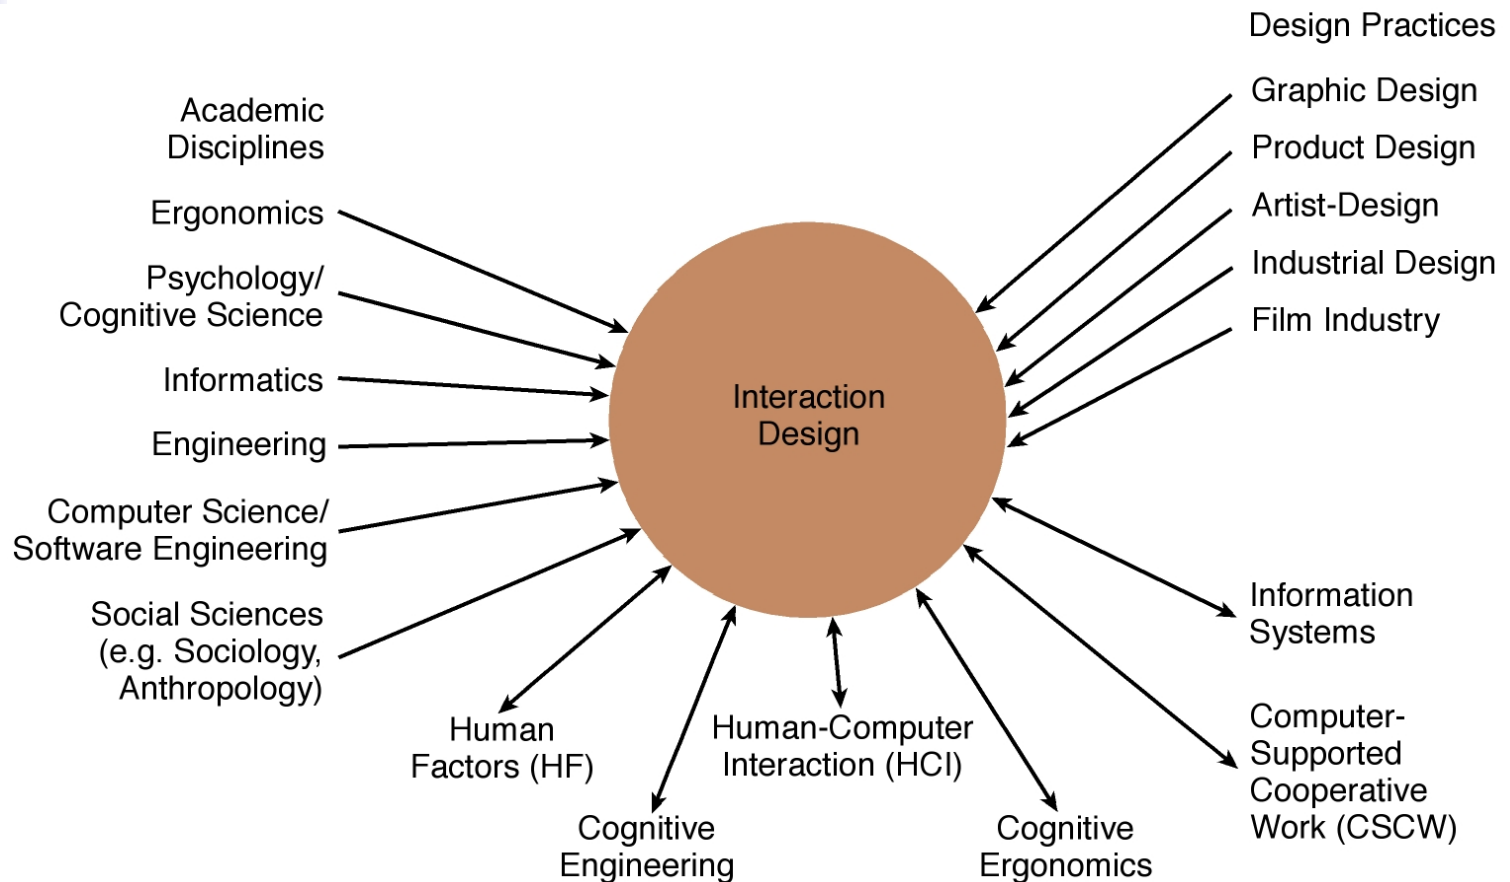 Design Practices
Graphic Design
Product Design
Artist-Design
Industrial Design
Film Industry
Academic
Disciplines
Ergonomics
Psychology/
Cognitive Science
Informatics
Engineering
Computer Science/
Software Engineering
Social Sciences
(e.g. Sociology,
Anthropology)
Interaction
Design
Human
Factors (HF)
Cognitive
Engineering
Human-Computer
Interaction (HCI)
Cognitive
Ergonomics
Information
Systems
Computer-
Supported
Cooperative
Work (CSCW)